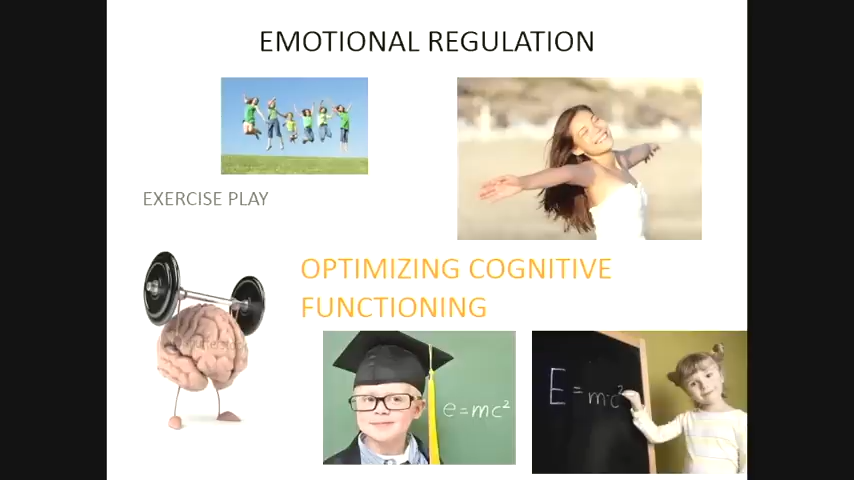 EMOTIONAL REGULATION
EXERCISE PLAY
OPTIMIZING COGNITIVE
FUNCTIONING
e=mc²
E=mc²